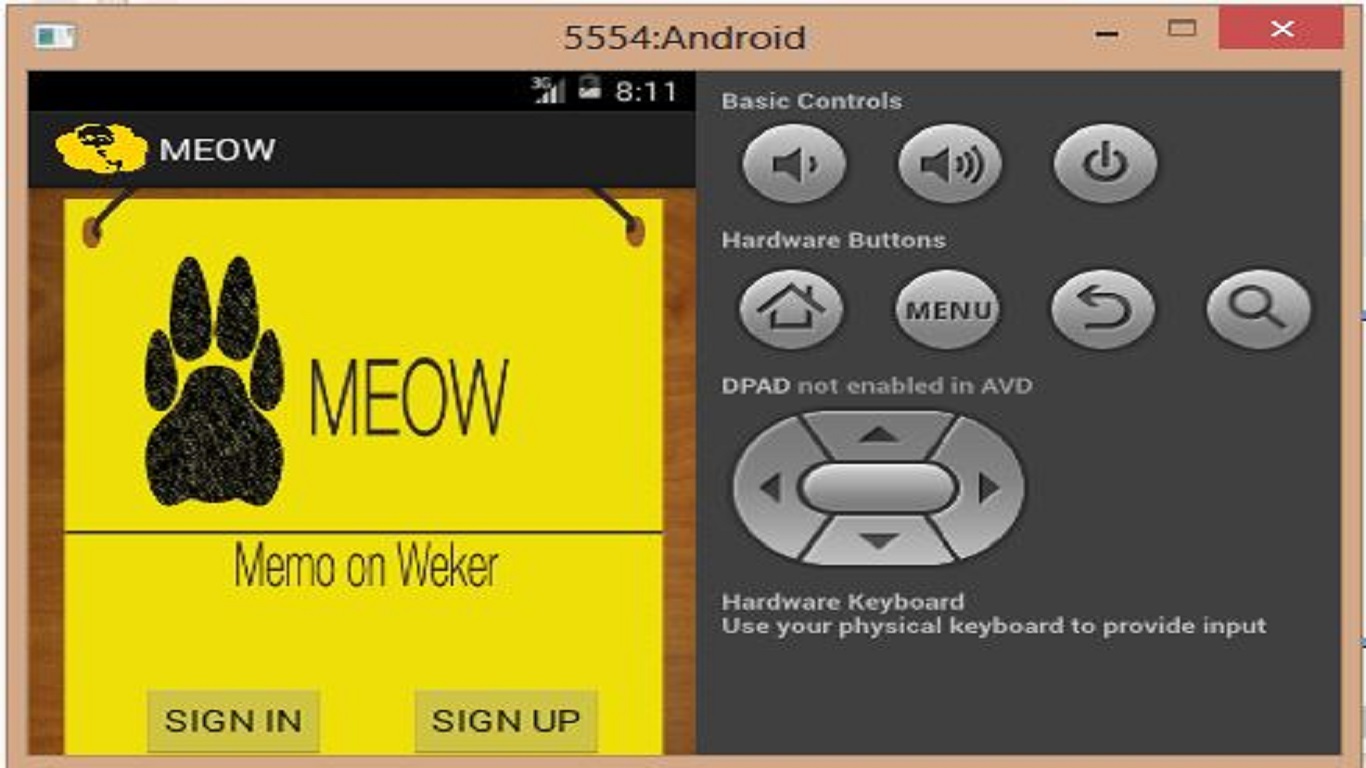 5554:Android
3G 8:11
MEOW
MEOW
Memo on Weker
SIGN IN SIGN UP
Basic Controls
Hardware Buttons
MENU
DPAD not enabled in AVD
Hardware Keyboard
Use your physical keyboard to provide input